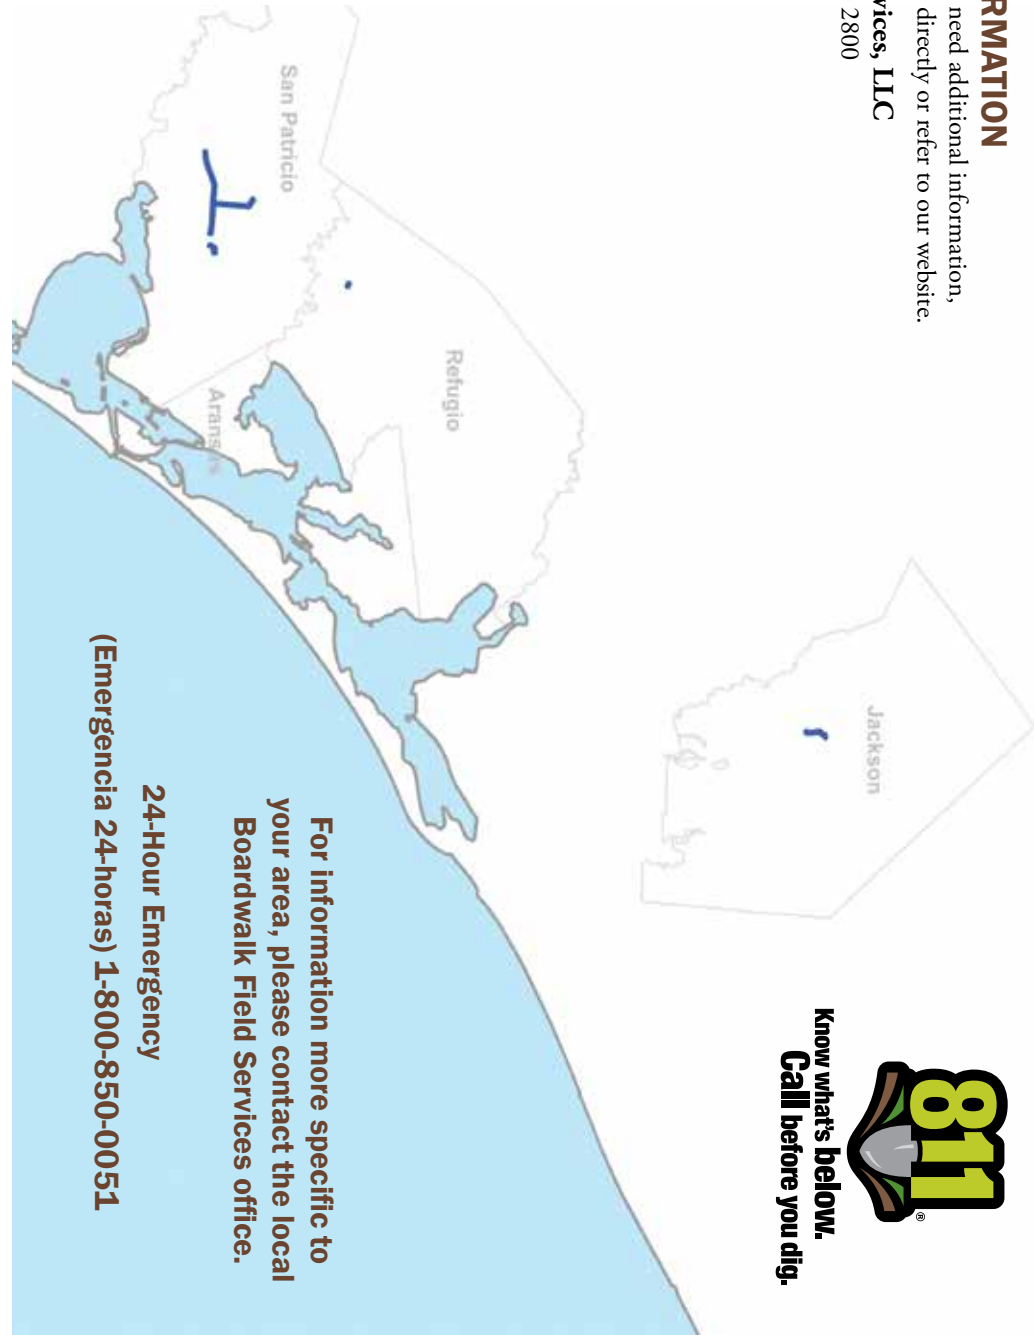 RMATION
need additional information,
directly or refer to our website.
vices, LLC
2800
811
®
Know what's below.
Call before you dig.
Jackson
Refugio
San Patricio
Aransas
For information more specific to
your area, please contact the local
Boardwalk Field Services office.
24-Hour Emergency
(Emergencia 24-horas) 1-800-850-0051